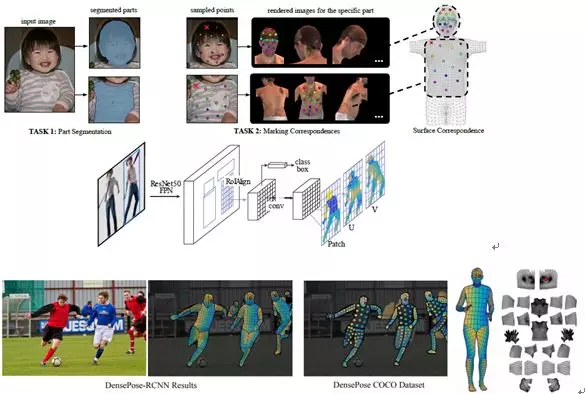 input image
segmented parts
sampled points
rendered images for the specific part
...
...
TASK 1: Part Segmentation
TASK 2: Marking Correspondences
Surface Correspondence
ResNet50
FPN
RoIAlign
conv
class
box
Patch
U
V
DensePose-RCNN Results
DensePose COCO Dataset